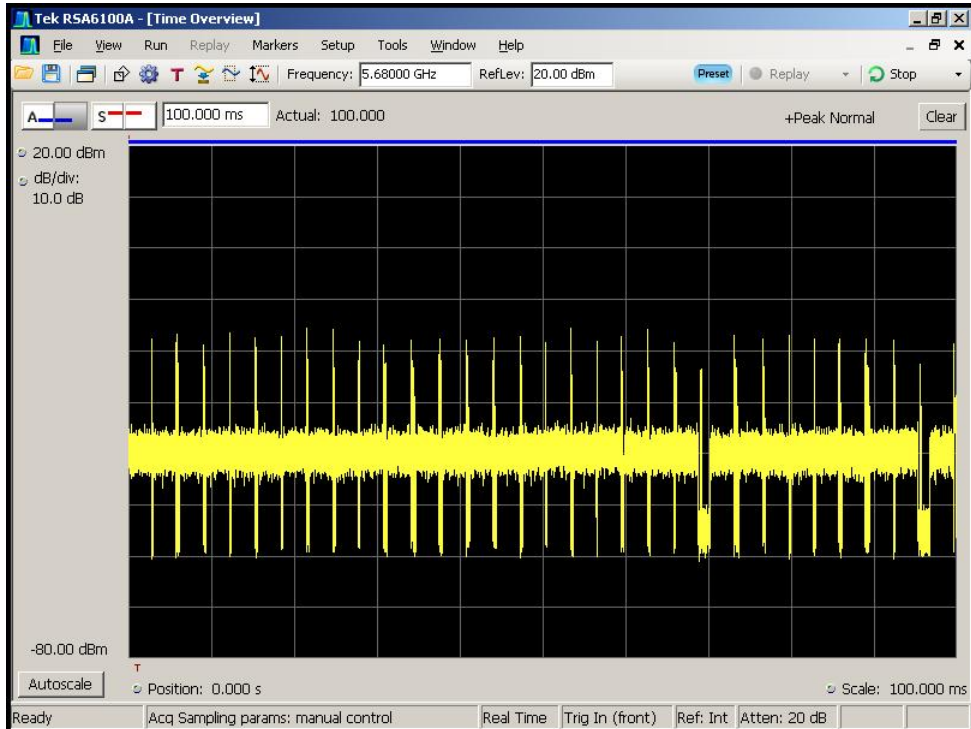 Tek RSA6100A - [Time Overview]
File View Run Replay Markers Setup Tools Window Help
T Frequency: 5.68000 GHz RefLev: 20.00 dBm Preset Replay Stop
A S 100.000 ms Actual: 100.000 +Peak Normal Clear
20.00 dBm
dB/div:
10.0 dB
-80.00 dBm
T
Autoscale Position: 0.000 s Scale: 100.000 ms
Ready Acq Sampling params: manual control Real Time Trig In (front) Ref: Int Atten: 20 dB